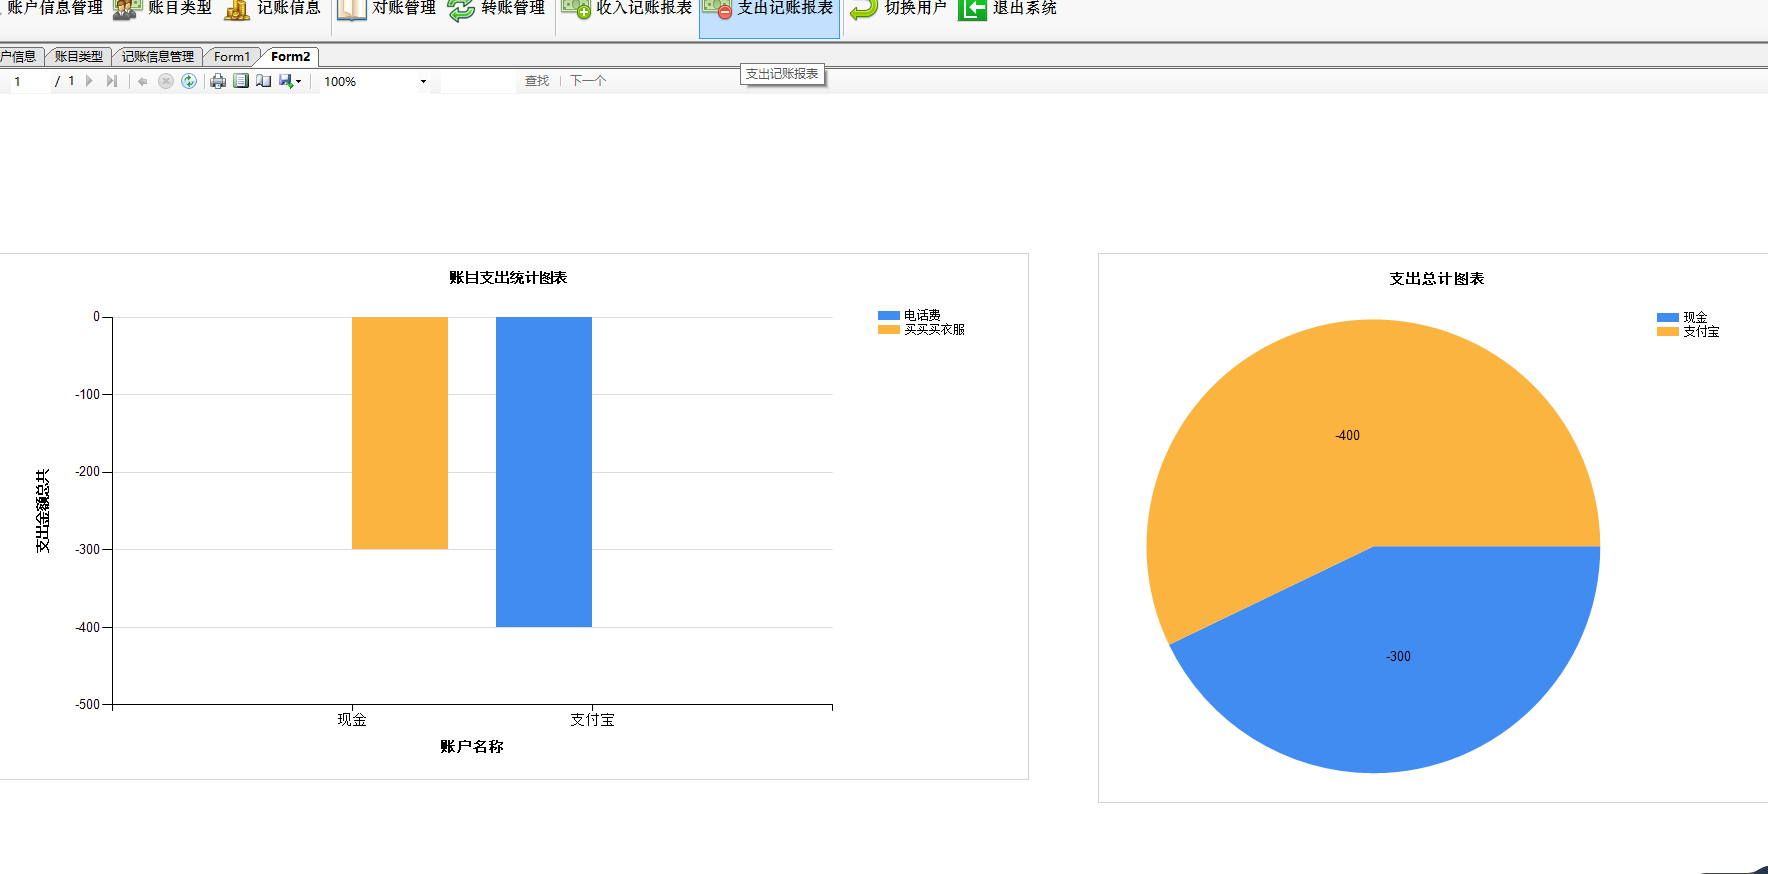 账户信息管理 账目类型 记账信息 对账管理 转账管理 收入记账报表 支出记账报表 切换用户 退出系统
户信息 账目类型 记账信息管理 Form1 Form2
1 / 1 100% 查找 下一个
支出记账报表
账目支出统计图表
电话费
买买买衣服
0
-100
-200
-300
-400
-500
支出金额总共
现金 支付宝
账户名称
支出总计图表
现金
支付宝
-400
-300